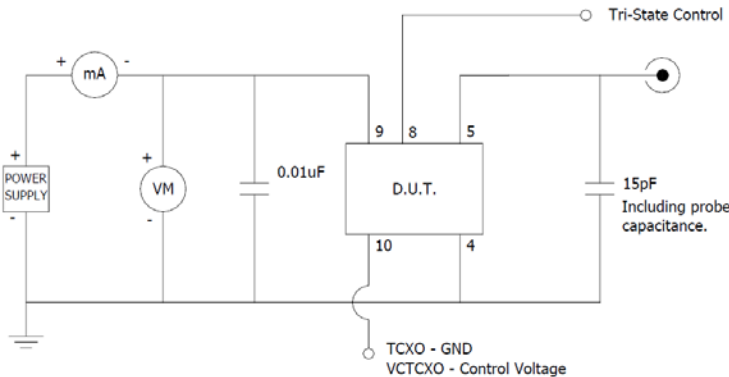 Tri-State Control
+ mA -
9 8 5
+
POWER
SUPPLY
-
+
VM
-
0.01uF
D.U.T.
15pF
Including probe
capacitance.
10 4
TCXO - GND
VCTCXO - Control Voltage